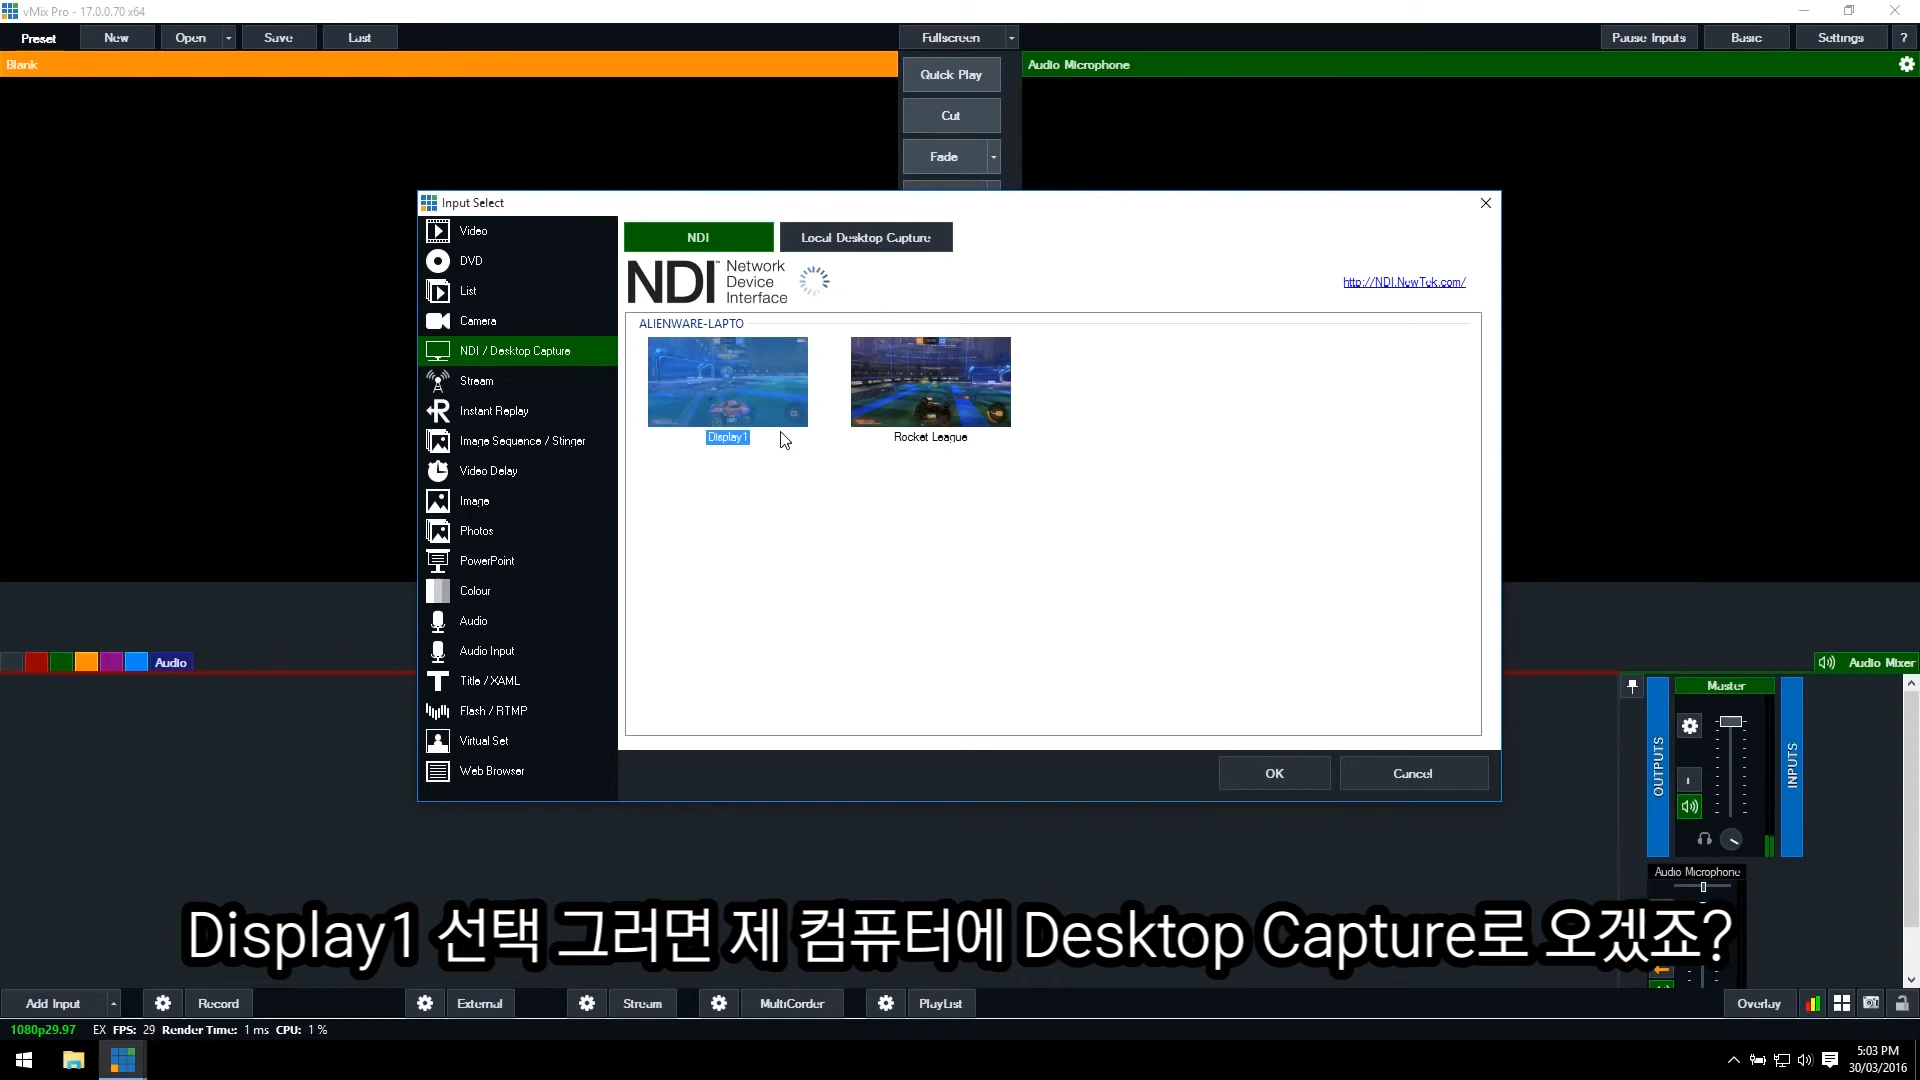 vMix Pro - 17.0.0.70 x64
Preset
New
Open
Save
Last
Fullscreen
Pause Inputs
Basic
Settings
?
Blank
Quick Play
Audio Microphone
Cut
Fade
Input Select
Video
DVD
List
Camera
NDI / Desktop Capture
Stream
Instant Replay
Image Sequence / Stinger
Video Delay
Image
Photos
PowerPoint
Colour
Audio
Audio Input
Title / XAML
Flash / RTMP
Virtual Set
Web Browser
NDI
Local Desktop Capture
NDI™ Network
Device
Interface
http://NDI.NewTek.com/
ALIENWARE-LAPTO
Display1
Rocket League
OK
Cancel
Audio
Audio Mixer
Master
OUTPUTS
INPUTS
Audio Microphone
Display1 선택 그러면 제 컴퓨터에 Desktop Capture로 오겠죠?
Add Input
Record
External
Stream
MultiCorder
PlayList
Overlay
1080p29.97 EX FPS: 29 Render Time: 1 ms CPU: 1 %
5:03 PM
30/03/2016